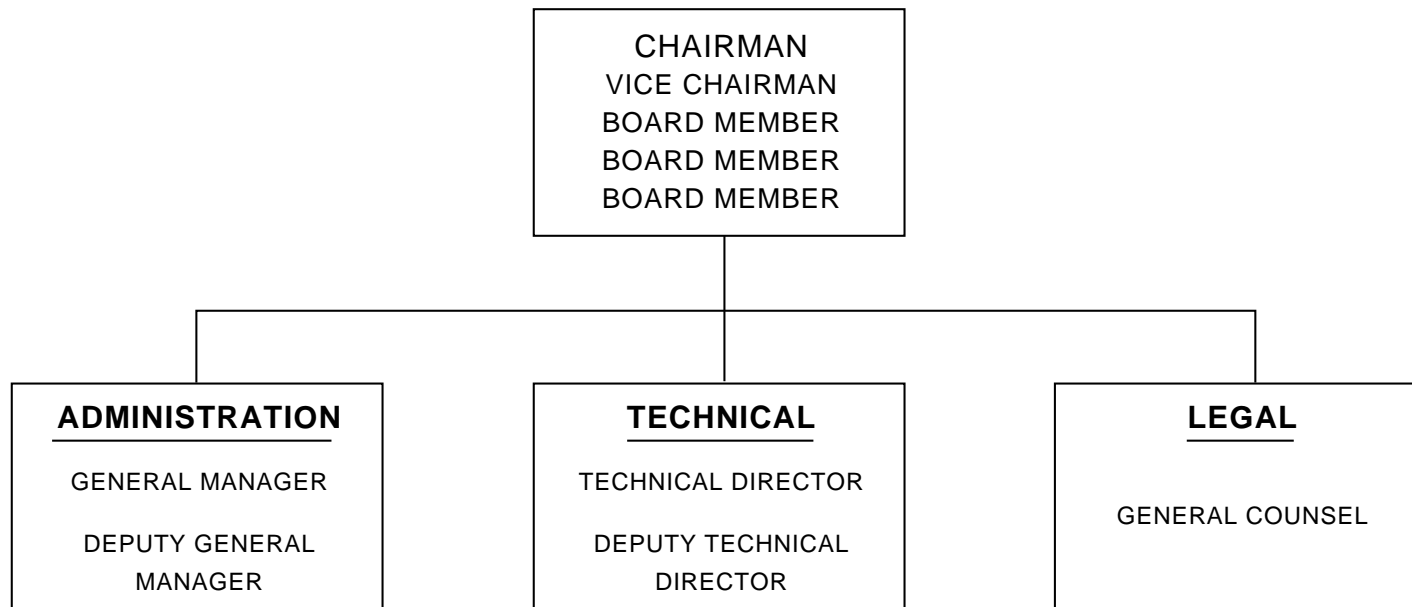 CHAIRMAN
VICE CHAIRMAN
BOARD MEMBER
BOARD MEMBER
BOARD MEMBER
ADMINISTRATION
GENERAL MANAGER
DEPUTY GENERAL
MANAGER
TECHNICAL
TECHNICAL DIRECTOR
DEPUTY TECHNICAL
DIRECTOR
LEGAL
GENERAL COUNSEL